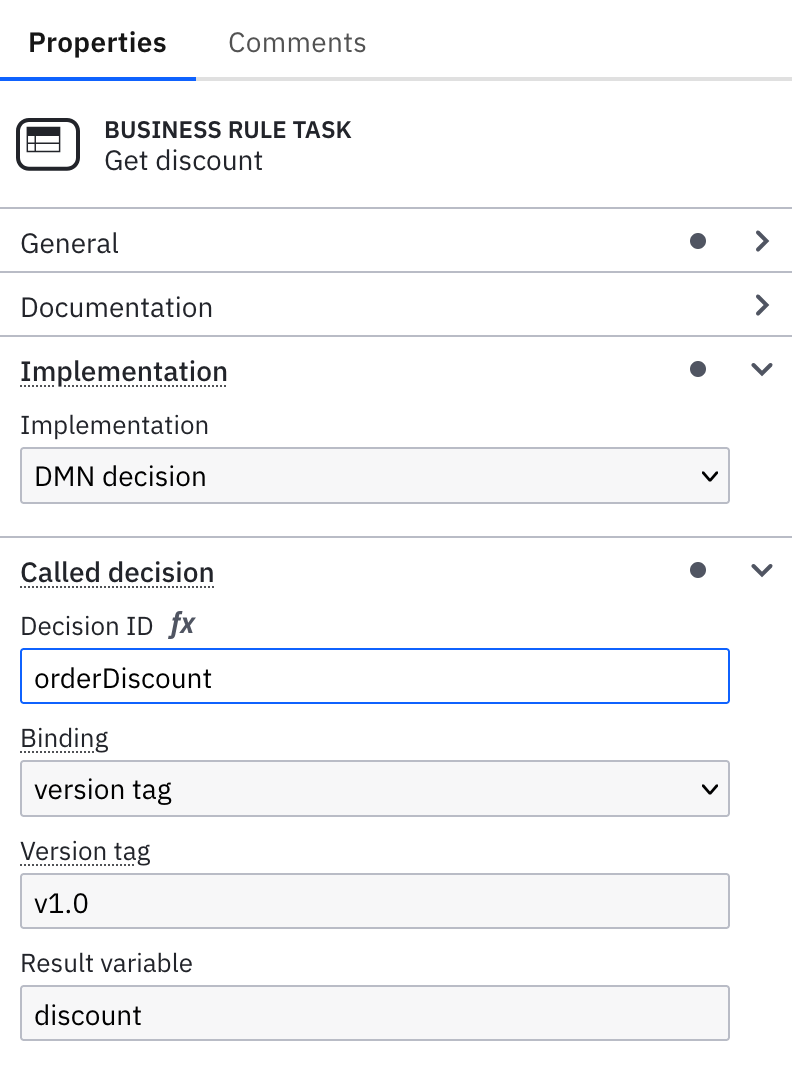 Properties Comments
BUSINESS RULE TASK
Get discount
General
Documentation
Implementation
Implementation
DMN decision
Called decision
Decision ID fx
orderDiscount
Binding
version tag
Version tag
v1.0
Result variable
discount